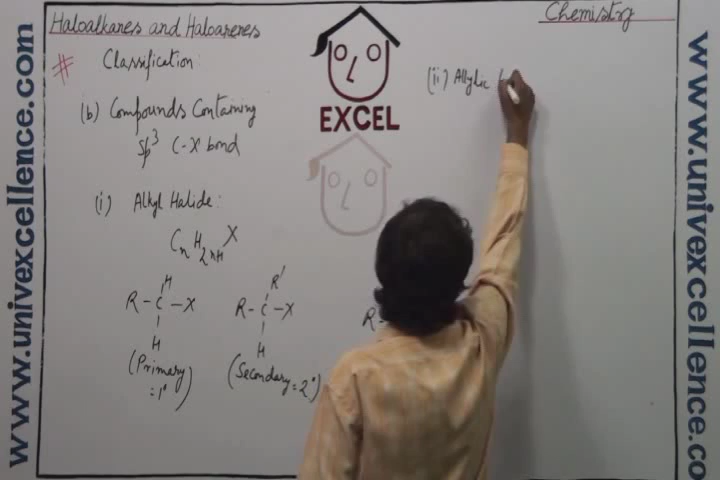 Haloalkanes and Haloarenes
Chemistry
# Classification:
(b) Compounds Containing
sp³ C-X bond
(i) Alkyl Halide:
CnH2n+1X
H
R-C-X
H
(Primary
=1°)
R'
R-C-X
H
(Secondary=2°)
R-
(ii) Allylic
EXCEL
www.univexcellence.com
www.univexcellence.com